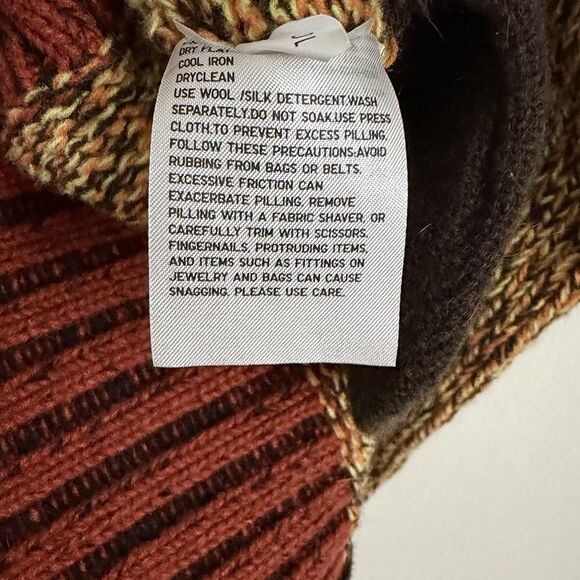 DRY FLAT
COOL IRON
DRYCLEAN
USE WOOL /SILK DETERGENT.WASH
SEPARATELY.DO NOT SOAK.USE PRESS
CLOTH.TO PREVENT EXCESS PILLING,
FOLLOW THESE PRECAUTIONS:AVOID
RUBBING FROM BAGS OR BELTS.
EXCESSIVE FRICTION CAN
EXACERBATE PILLING. REMOVE
PILLING WITH A FABRIC SHAVER, OR
CAREFULLY TRIM WITH SCISSORS.
FINGERNAILS, PROTRUDING ITEMS,
AND ITEMS SUCH AS FITTINGS ON
JEWELRY AND BAGS CAN CAUSE
SNAGGING. PLEASE USE CARE.